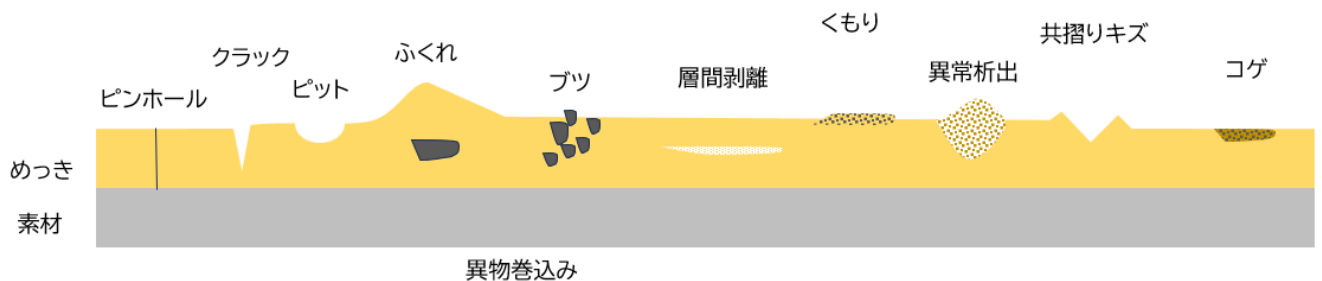 くもり
共摺りキズ
クラック
ふくれ
コゲ
ピンホール
ピット
ブツ
層間剥離
異常析出
めっき
素材
異物巻込み